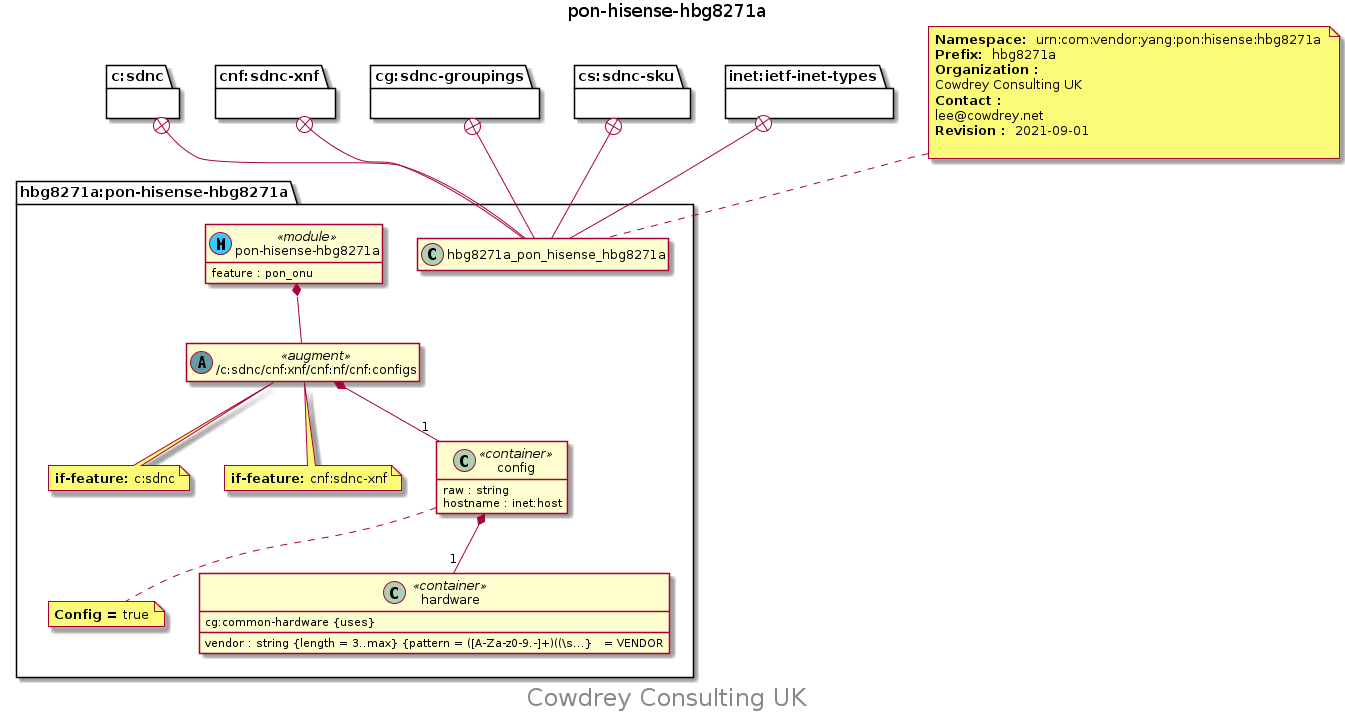 pon-hisense-hbg8271a
Namespace: urn:com:vendor:yang:pon:hisense:hbg8271a
Prefix: hbg8271a
Organization :
Cowdrey Consulting UK
Contact :
lee@cowdrey.net
Revision : 2021-09-01
c:sdnc
cnf:sdnc-xnf
cg:sdnc-groupings
cs:sdnc-sku
inet:ietf-inet-types
hbg8271a:pon-hisense-hbg8271a
M
«module»
pon-hisense-hbg8271a
feature : pon_onu
C
hbg8271a_pon_hisense_hbg8271a
A
«augment»
/c:sdnc/cnf:xnf/cnf:nf/cnf:configs
1
if-feature: c:sdnc
if-feature: cnf:sdnc-xnf
C
«container»
config
raw : string
hostname : inet:host
1
Config = true
C
«container»
hardware
cg:common-hardware {uses}
vendor : string {length = 3..max} {pattern = ([A-Za-z0-9.-]+)((\s...} = VENDOR
Cowdrey Consulting UK